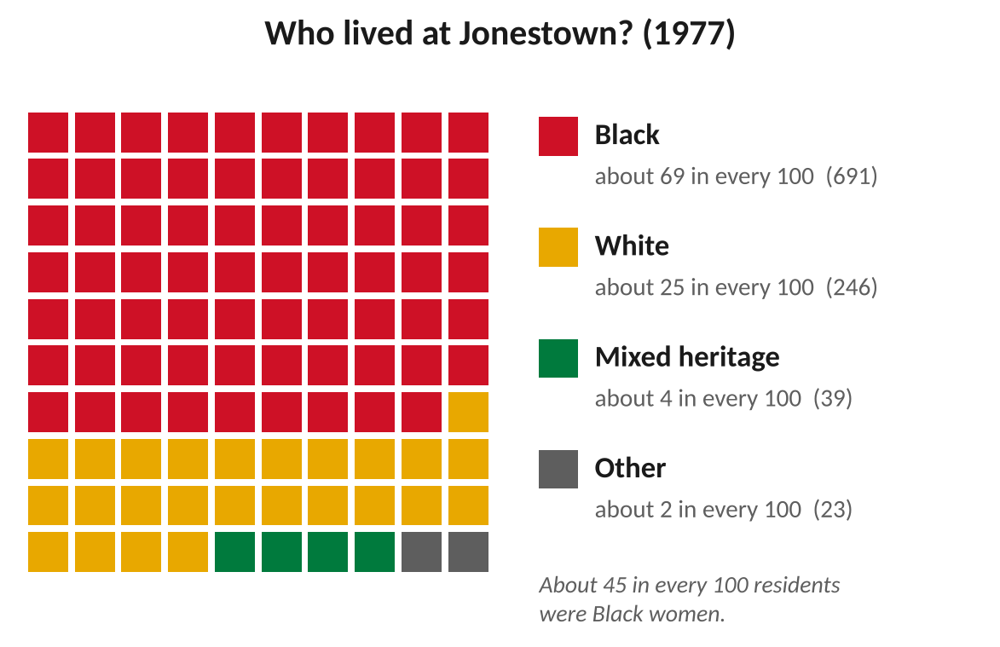 Who lived at Jonestown? (1977)
Black
about 69 in every 100 (691)
White
about 25 in every 100 (246)
Mixed heritage
about 4 in every 100 (39)
Other
about 2 in every 100 (23)
About 45 in every 100 residents
were Black women.